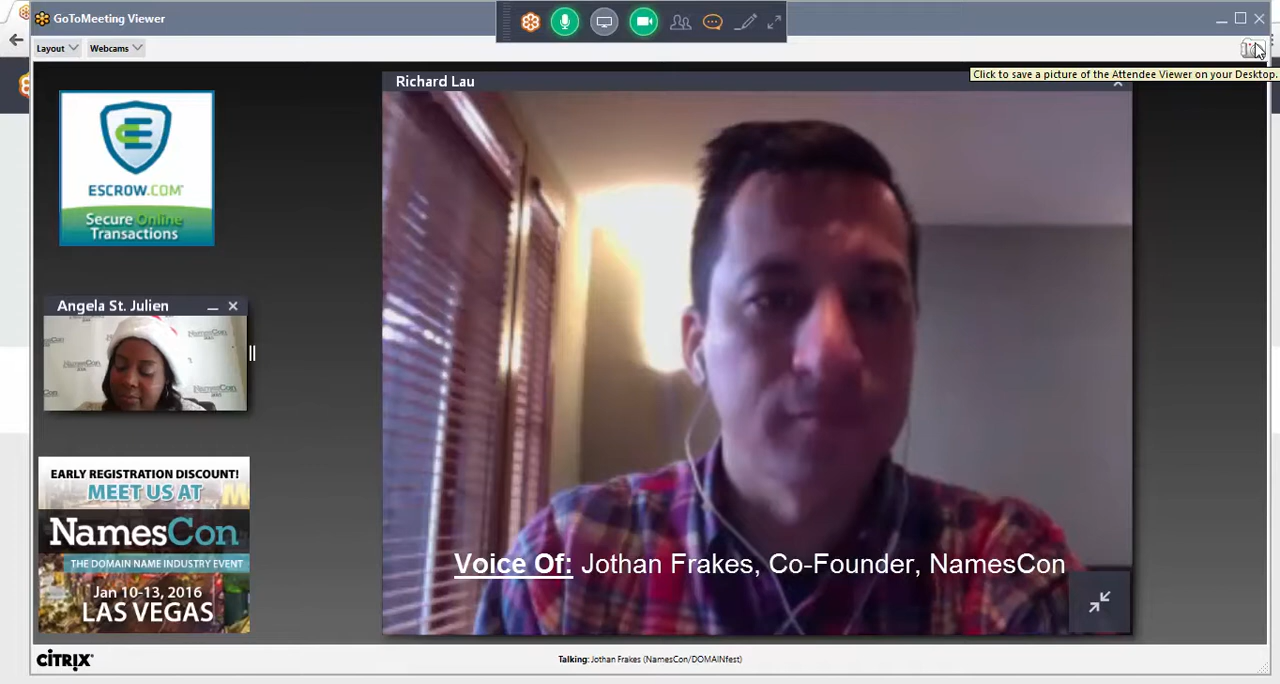 GoToMeeting Viewer
Layout
Webcams
Click to save a picture of the Attendee Viewer on your Desktop.
Richard Lau
ESCROW.COM
Secure Online
Transactions
Angela St. Julien
NamesCon
EARLY REGISTRATION DISCOUNT!
MEET US AT
NamesCon
THE DOMAIN NAME INDUSTRY EVENT
Jan 10-13, 2016
LAS VEGAS
Voice Of: Jothan Frakes, Co-Founder, NamesCon
CiTRIX
Talking: Jothan Frakes (NamesCon/DOMAINfest)